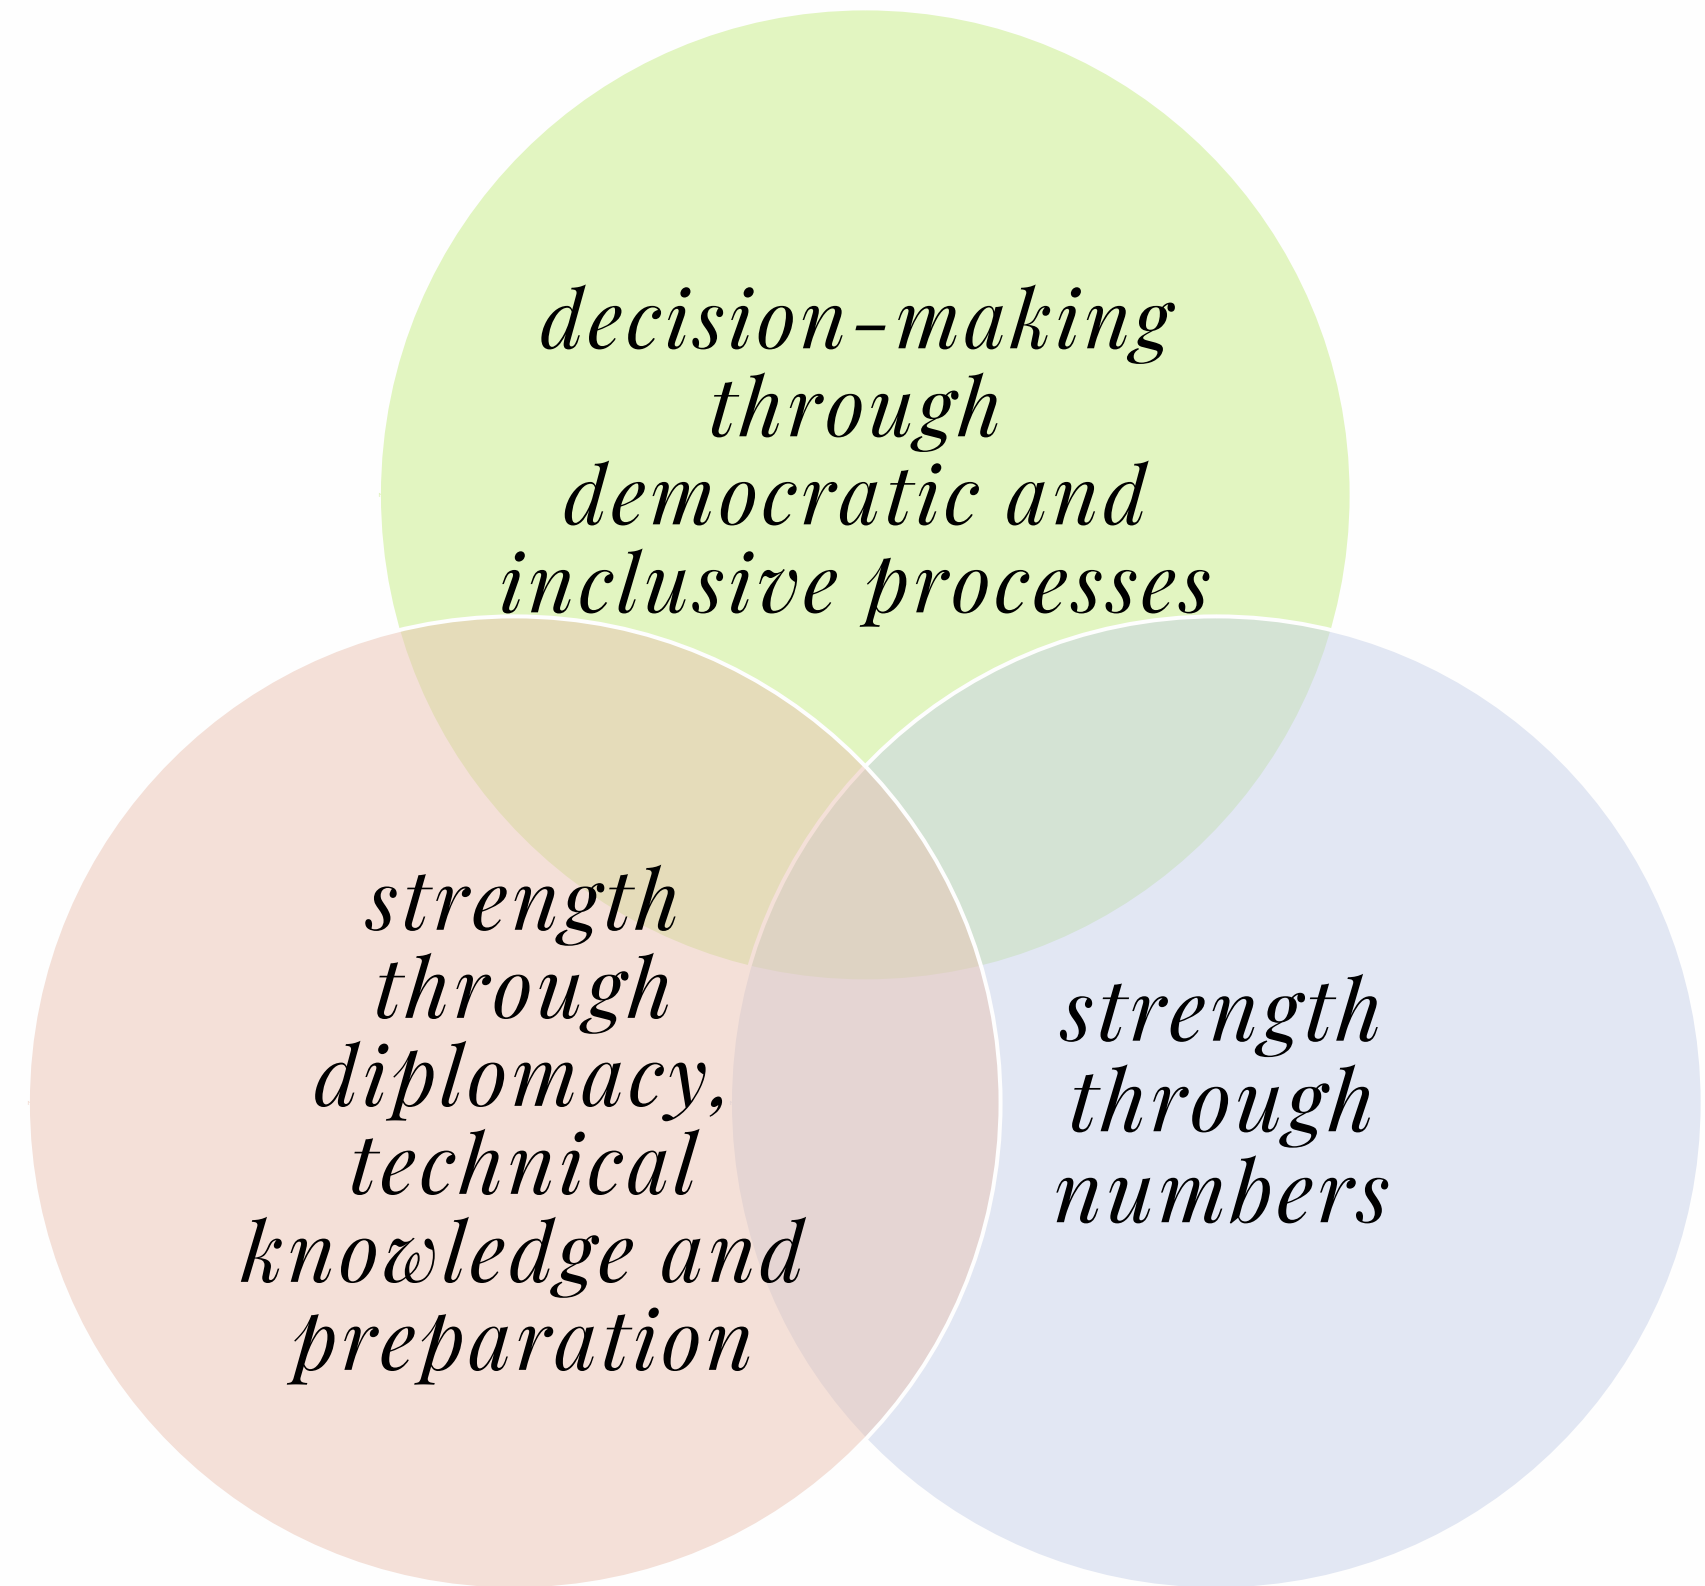 decision-making
through
democratic and
inclusive processes
strength
through
diplomacy,
technical
knowledge and
preparation
strength
through
numbers